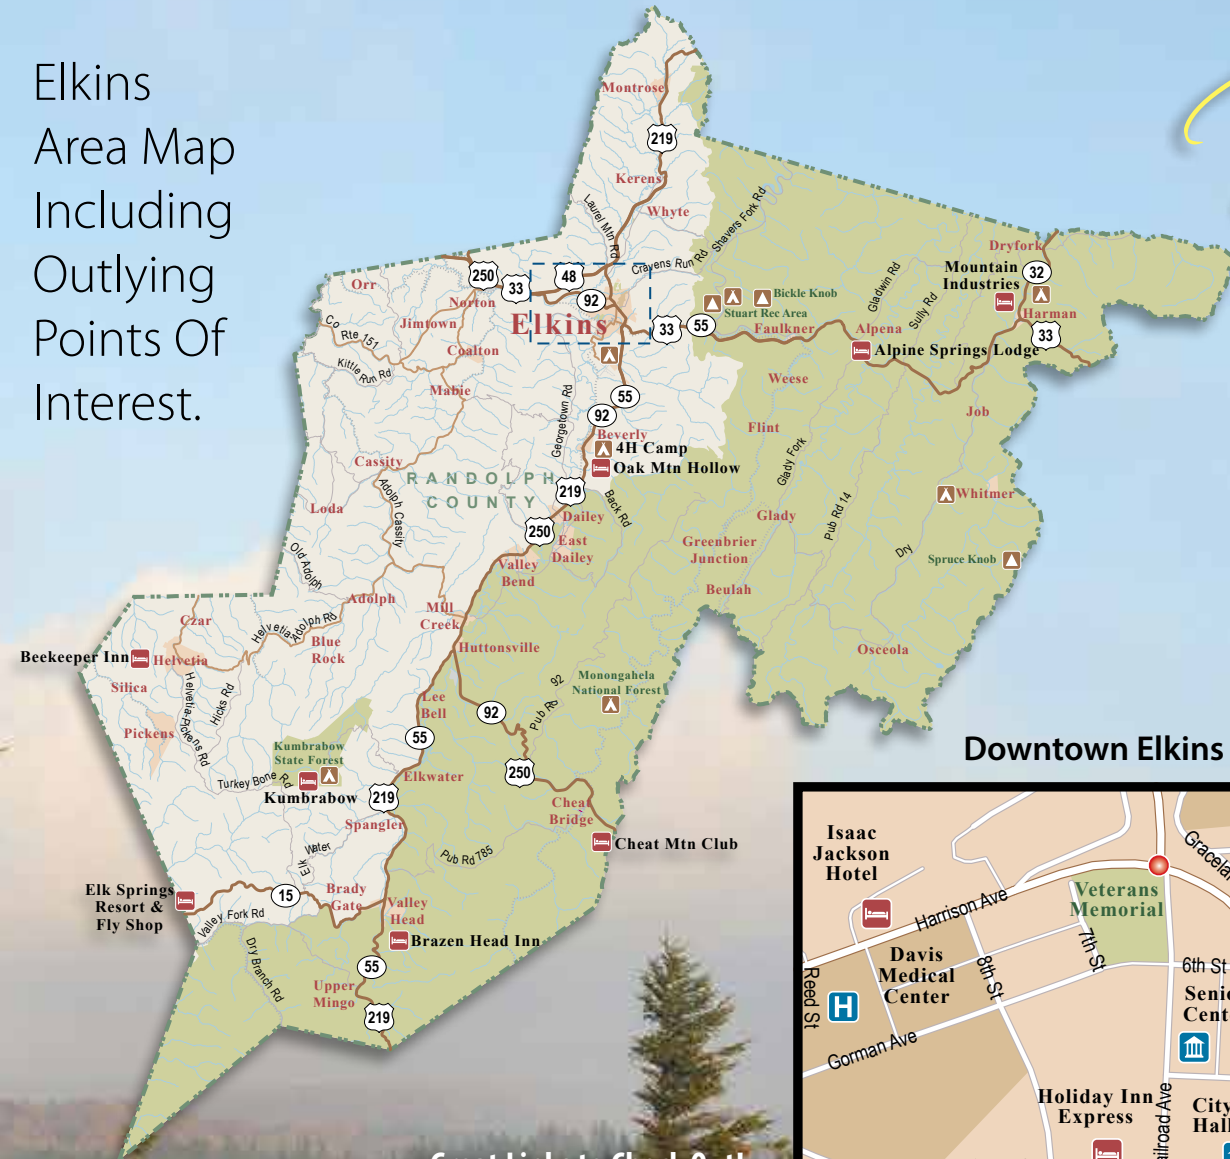 Elkins
Area Map
Including
Outlying
Points Of
Interest.
Montrose
219
Kerens
Whyte
Laurel Mtn Rd
Cravens Run Rd
Shavers Fork Rd
Orr
250
33
48
92
Norton
Elkins
Jimtown
Co Rte 151
Coalton
Kittle Run Rd
Mabie
33
55
Bickle Knob
Stuart Rec Area
Faulkner
Gladwin Rd
Sully Rd
Alpena
Alpine Springs Lodge
Dryfork
Mountain
Industries
32
Harman
33
Weese
Job
Flint
55
92
Georgetown Rd
Beverly
4H Camp
Oak Mtn Hollow
Cassity
RANDOLPH
COUNTY
219
Back Rd
Glady Fork
Whitmer
Loda
Adolph Cassity
250
Dailey
East
Dailey
Glady
Pub Rd 14
Dry
Greenbrier
Junction
Spruce Knob
Valley
Bend
Beulah
Old Adolph
Adolph
Mill
Creek
Czar
Helvetia-Adolph Rd
Blue
Rock
Huttonsville
Osceola
Beekeeper Inn
Helvetia
Silica
Helvetia-Pickens Rd
Hicks Rd
Lee
Bell
Monongahela
National Forest
Pub Rd 92
92
Pickens
55
Kumbrabow
State Forest
Turkey Bone Rd
Kumbrabow
Elkwater
250
219
Cheat
Bridge
Spangler
Cheat Mtn Club
Elk Water
Pub Rd 785
Elk Springs
Resort &
Fly Shop
15
Brady
Gate
Valley
Head
Valley Fork Rd
Brazen Head Inn
Dry Branch Rd
55
Upper
Mingo
219
Downtown Elkins
Isaac
Jackson
Hotel
Harrison Ave
Veterans
Memorial
Davis
Medical
Center
H
Reed St
8th St
7th St
6th St
Gorman Ave
Holiday Inn
Express
City